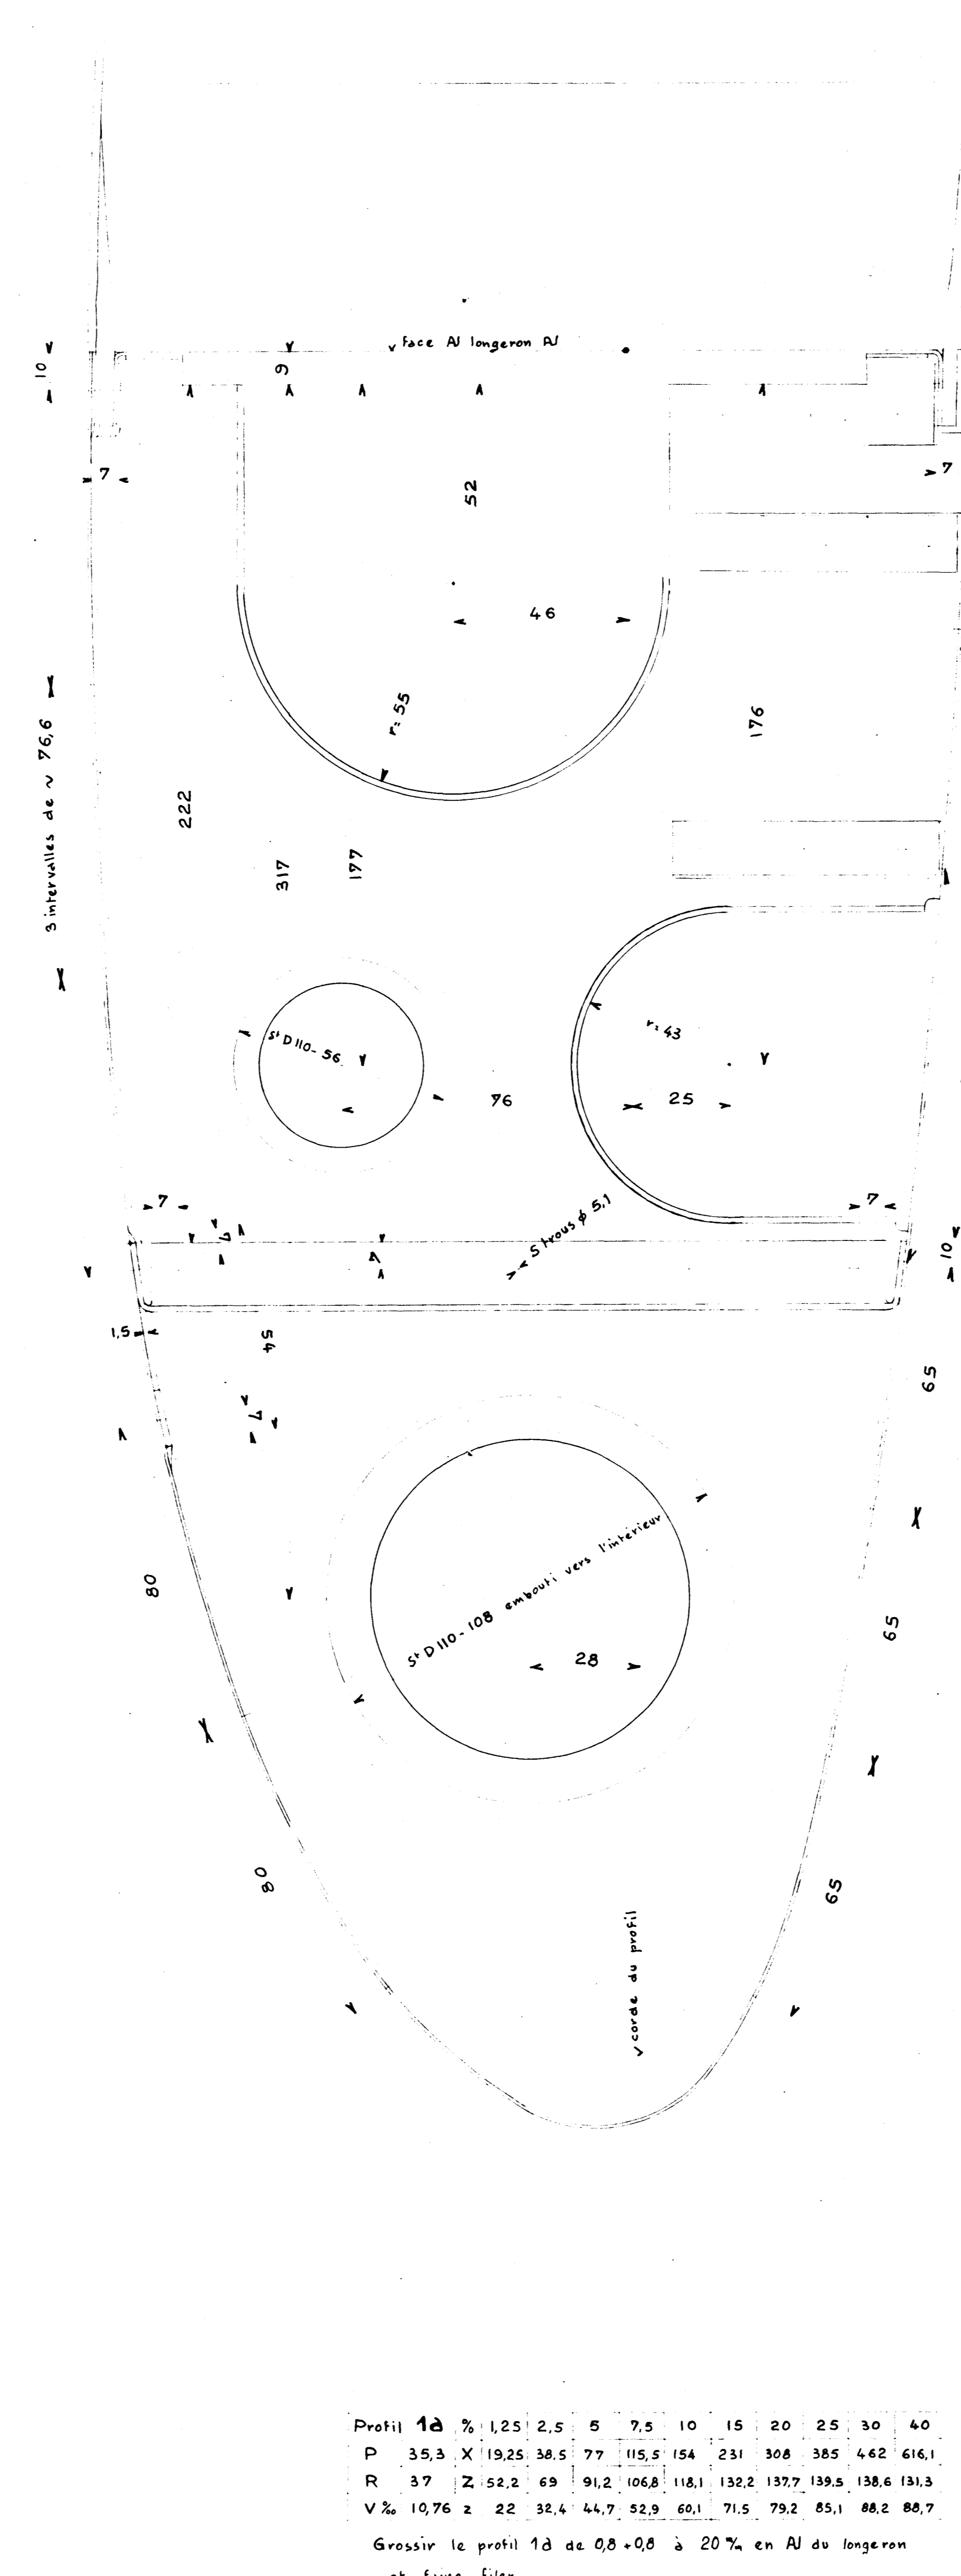 face AV longeron AV
10
9
7
7
52
46
r= 55
176
3 intervalles de ~ 76,6
222
317
177
St D110-56
r= 43
76
25
7
7
7
4
5 trous ϕ 5,1
10
1,5
54
65
7
St D110-108 embouti vers l'intérieur
80
65
28
80
65
corde du profil
Profil 1a % 1,25 2,5 5 7,5 10 15 20 25 30 40
P 35,3 X 19,25 38,5 77 115,5 154 231 308 385 462 616,1
R 37 Z 52,2 69 91,2 106,8 118,1 132,2 137,7 139,5 138,6 131,3
V‰ 10,76 z 22 32,4 44,7 52,9 60,1 71,5 79,2 85,1 88,2 88,7
Grossir le profil 1a de 0,8+0,8 à 20 % en AV du longeron